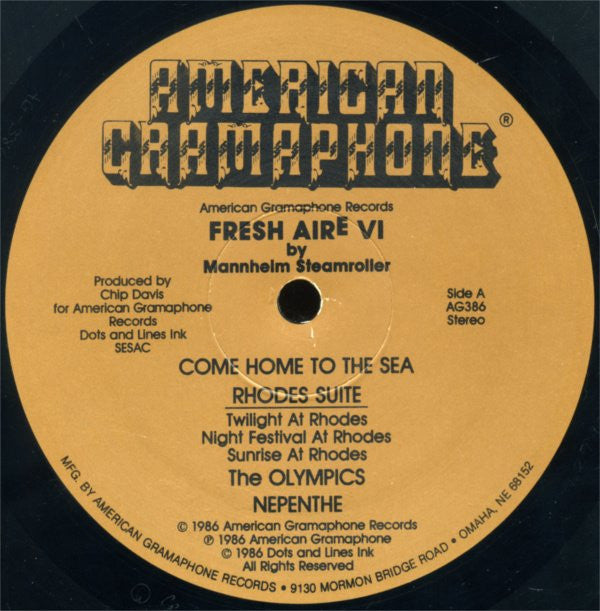 AMERICAN
GRAMAPHONE®
American Gramaphone Records
FRESH AIRE VI
by
Mannheim Steamroller
Produced by
Chip Davis
for American Gramaphone
Records
Dots and Lines Ink
SESAC
Side A
AG386
Stereo
COME HOME TO THE SEA
RHODES SUITE
Twilight At Rhodes
Night Festival At Rhodes
Sunrise At Rhodes
The OLYMPICS
NEPENTHE
© 1986 American Gramaphone Records
℗ 1986 American Gramaphone
© 1986 Dots and Lines Ink
All Rights Reserved
MFG. BY AMERICAN GRAMAPHONE RECORDS • 9130 MORMON BRIDGE ROAD • OMAHA, NE 68152